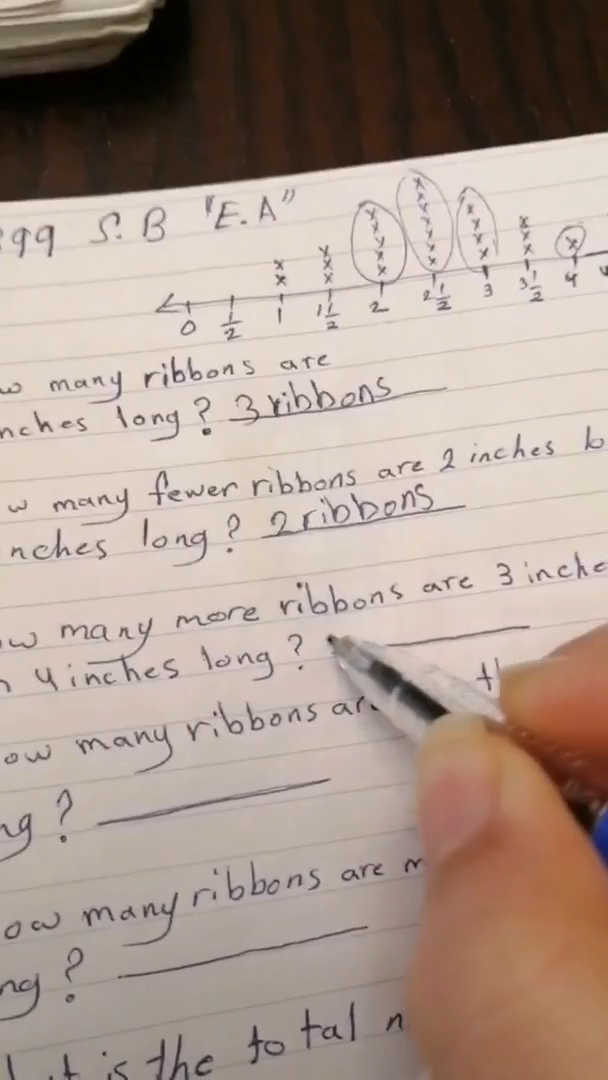 99 S.B "E.A"
0 1/2 1 1 1/2 2 2 1/2 3 3 1/2 4
many ribbons are
nches long? 3 ribbons
w many fewer ribbons are 2 inches
nches long? 2 ribbons
ow many more ribbons are 3 inche
4 inches long?
ow many ribbons
ng?
ow many ribbons are
ng?
is the total n